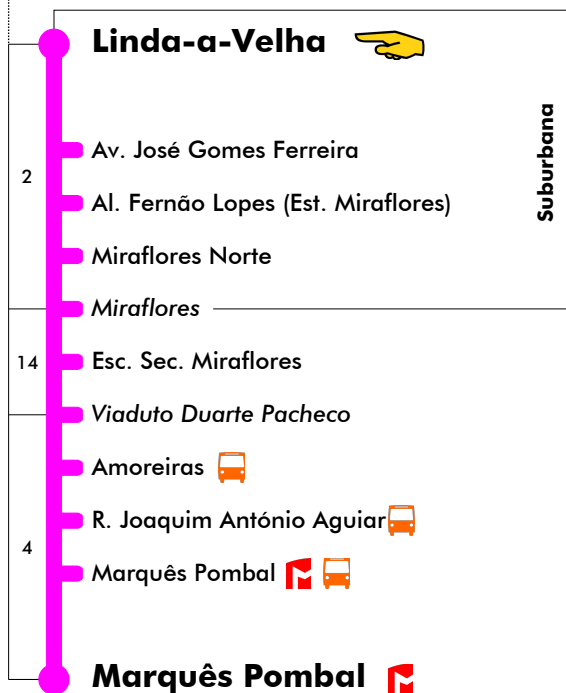 Linda-a-Velha
Suburbana
2
Av. José Gomes Ferreira
Al. Fernão Lopes (Est. Miraflores)
Miraflores Norte
Miraflores
14
Esc. Sec. Miraflores
Viaduto Duarte Pacheco
Amoreiras
R. Joaquim António Aguiar
4
Marquês Pombal
Marquês Pombal